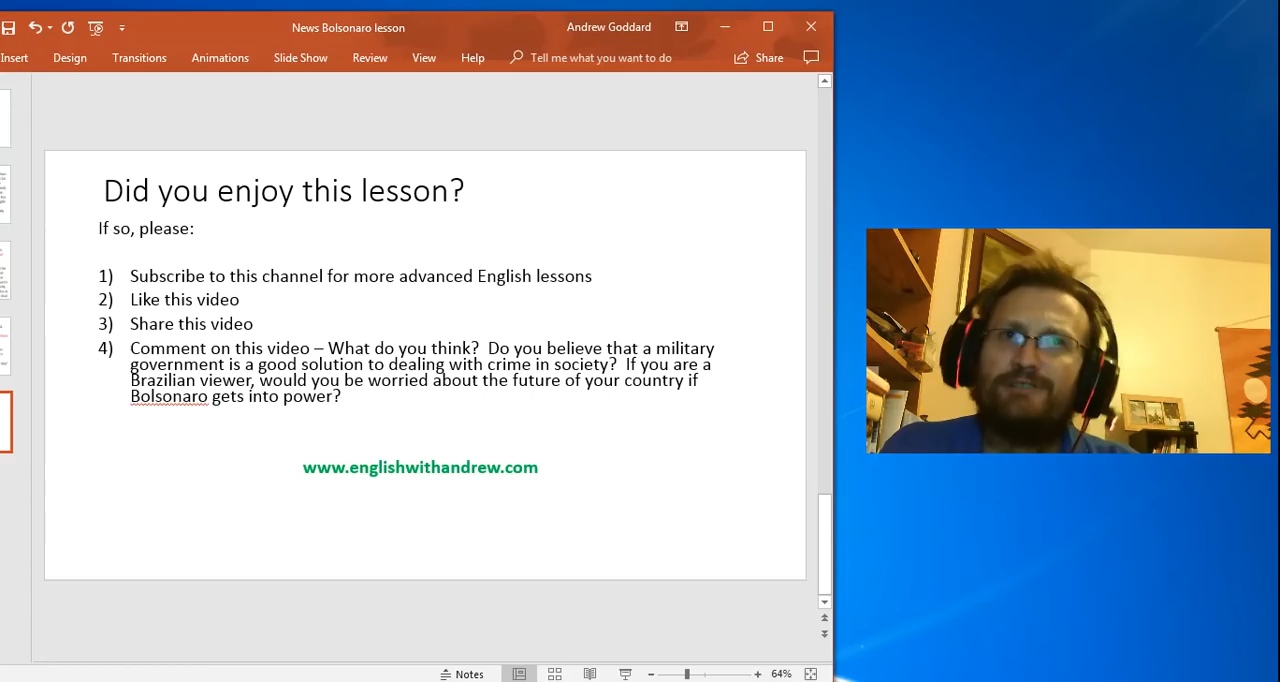 News Bolsonaro lesson
Andrew Goddard
Insert Design Transitions Animations Slide Show Review View Help Tell me what you want to do Share
Did you enjoy this lesson?
If so, please:
1) Subscribe to this channel for more advanced English lessons
2) Like this video
3) Share this video
4) Comment on this video – What do you think? Do you believe that a military
government is a good solution to dealing with crime in society? If you are a
Brazilian viewer, would you be worried about the future of your country if
Bolsonaro gets into power?
www.englishwithandrew.com
Notes
64%